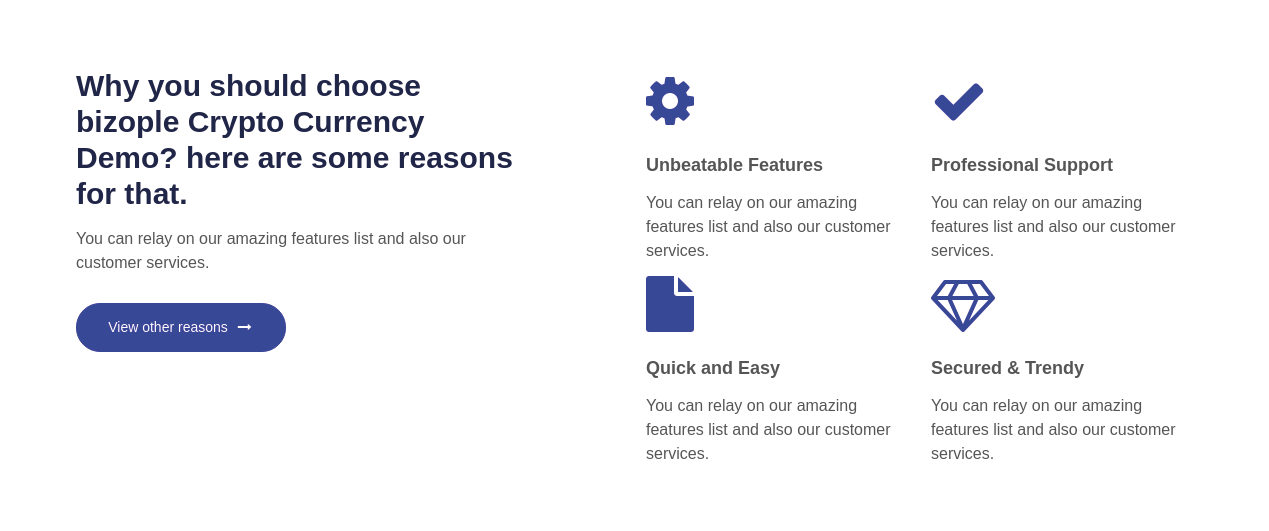 Why you should choose
bizople Crypto Currency
Demo? here are some reasons
for that.
You can relay on our amazing features list and also our
customer services.
View other reasons
Unbeatable Features
You can relay on our amazing
features list and also our customer
services.
Professional Support
You can relay on our amazing
features list and also our customer
services.
Quick and Easy
You can relay on our amazing
features list and also our customer
services.
Secured & Trendy
You can relay on our amazing
features list and also our customer
services.